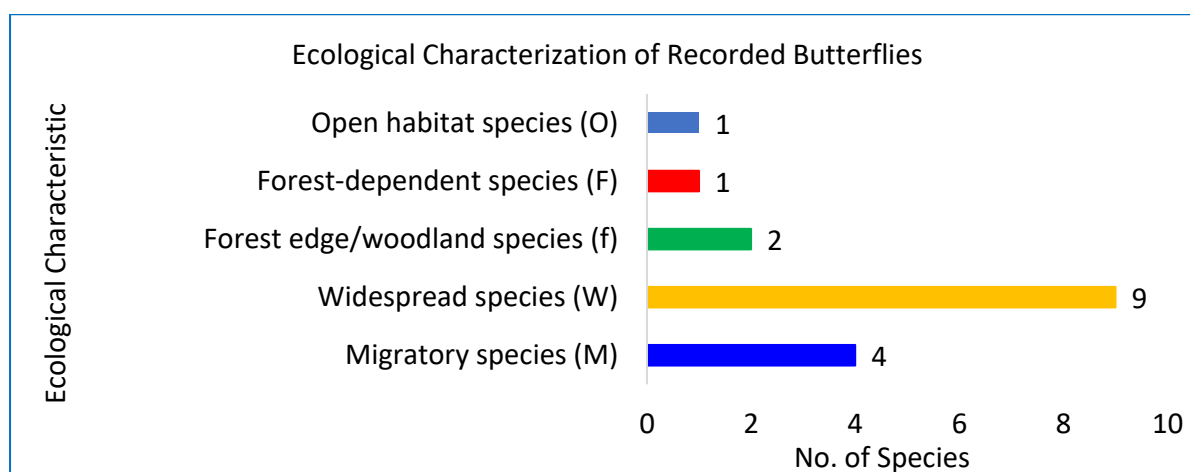 Ecological Characterization of Recorded Butterflies
Ecological Characteristic
Open habitat species (O) 1
Forest-dependent species (F) 1
Forest edge/woodland species (f) 2
Widespread species (W) 9
Migratory species (M) 4
0 2 4 6 8 10
No. of Species